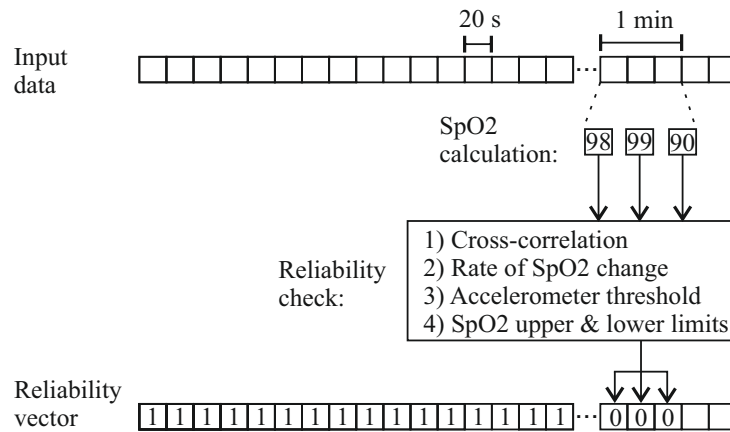 20 s
1 min
Input
data
...
SpO2
calculation:
98 99 90
Reliability
check:
1) Cross-correlation
2) Rate of SpO2 change
3) Accelerometer threshold
4) SpO2 upper & lower limits
Reliability
vector
1 1 1 1 1 1 1 1 1 1 1 1 1 1 1 1 ... 0 0 0